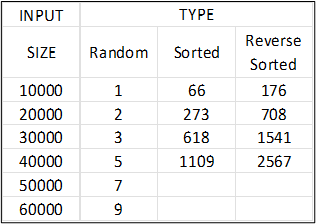 INPUT TYPE
SIZE Random Sorted Reverse Sorted
10000 1 66 176
20000 2 273 708
30000 3 618 1541
40000 5 1109 2567
50000 7
60000 9